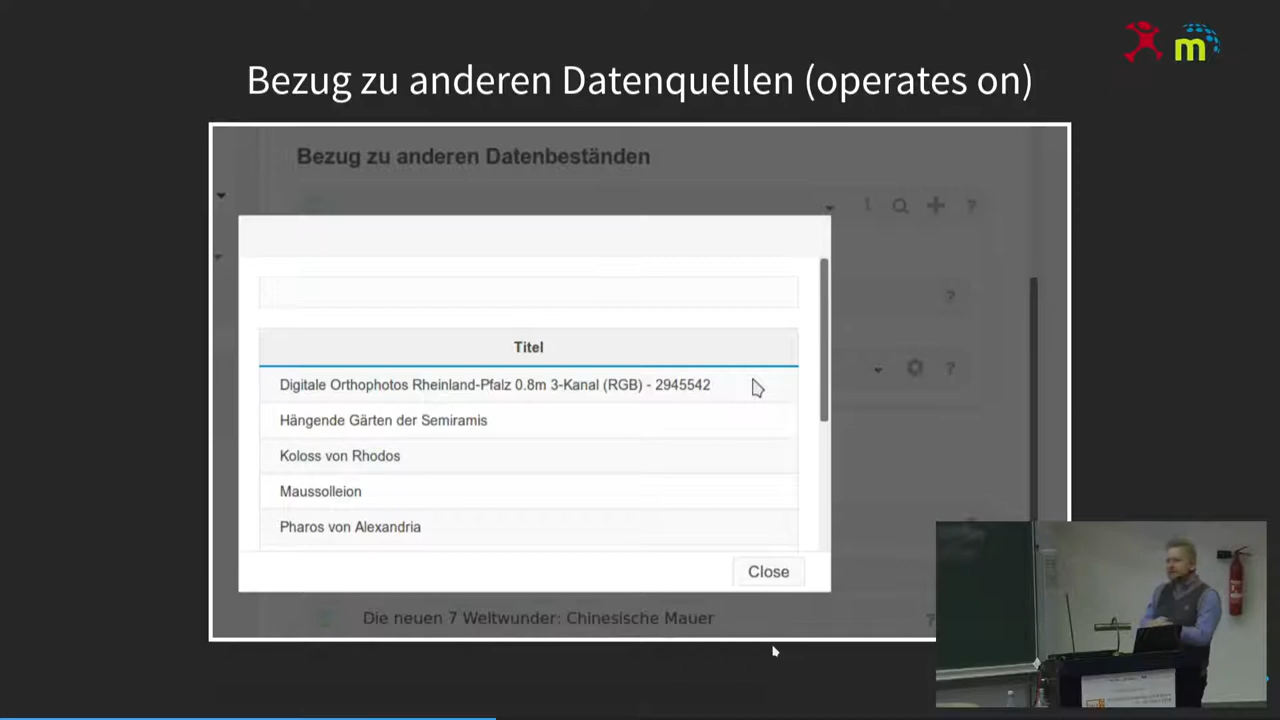 m
Bezug zu anderen Datenquellen (operates on)
Bezug zu anderen Datenbeständen
?
?
?
Titel
Digitale Orthophotos Rheinland-Pfalz 0.8m 3-Kanal (RGB) - 2945542
Hängende Gärten der Semiramis
Koloss von Rhodos
Maussolleion
Pharos von Alexandria
Close
Die neuen 7 Weltwunder: Chinesische Mauer
?